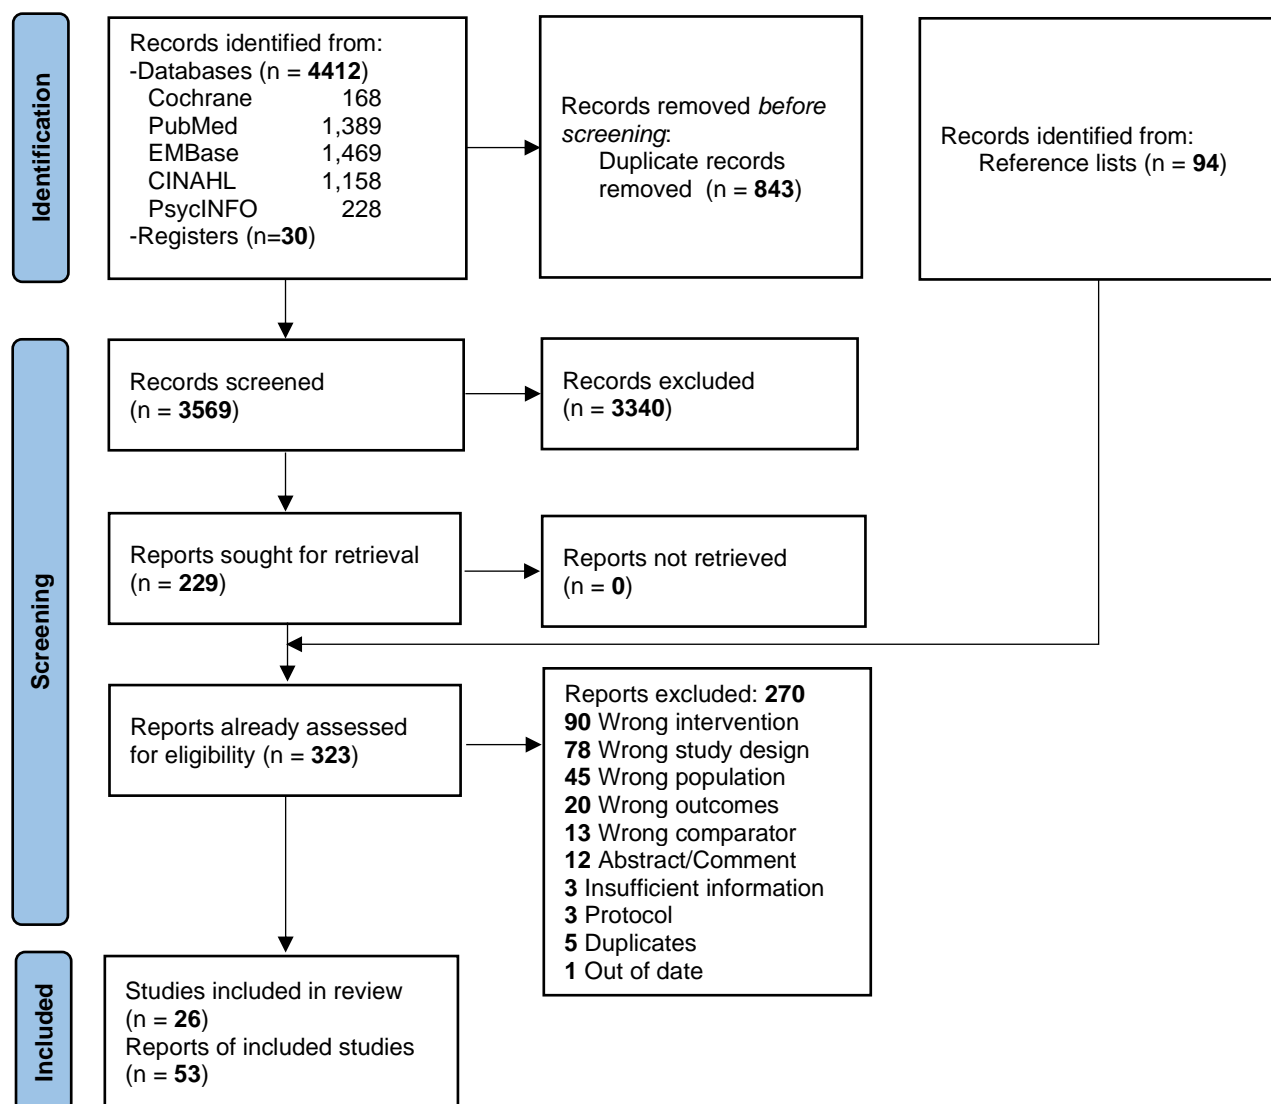 Identification
Records identified from:
-Databases (n = 4412)
Cochrane 168
PubMed 1,389
EMBase 1,469
CINAHL 1,158
PsycINFO 228
-Registers (n=30)
Records removed before
screening:
Duplicate records
removed (n = 843)
Records identified from:
Reference lists (n = 94)
Screening
Records screened
(n = 3569)
Records excluded
(n = 3340)
Reports sought for retrieval
(n = 229)
Reports not retrieved
(n = 0)
Reports already assessed
for eligibility (n = 323)
Reports excluded: 270
90 Wrong intervention
78 Wrong study design
45 Wrong population
20 Wrong outcomes
13 Wrong comparator
12 Abstract/Comment
3 Insufficient information
3 Protocol
5 Duplicates
1 Out of date
Included
Studies included in review
(n = 26)
Reports of included studies
(n = 53)